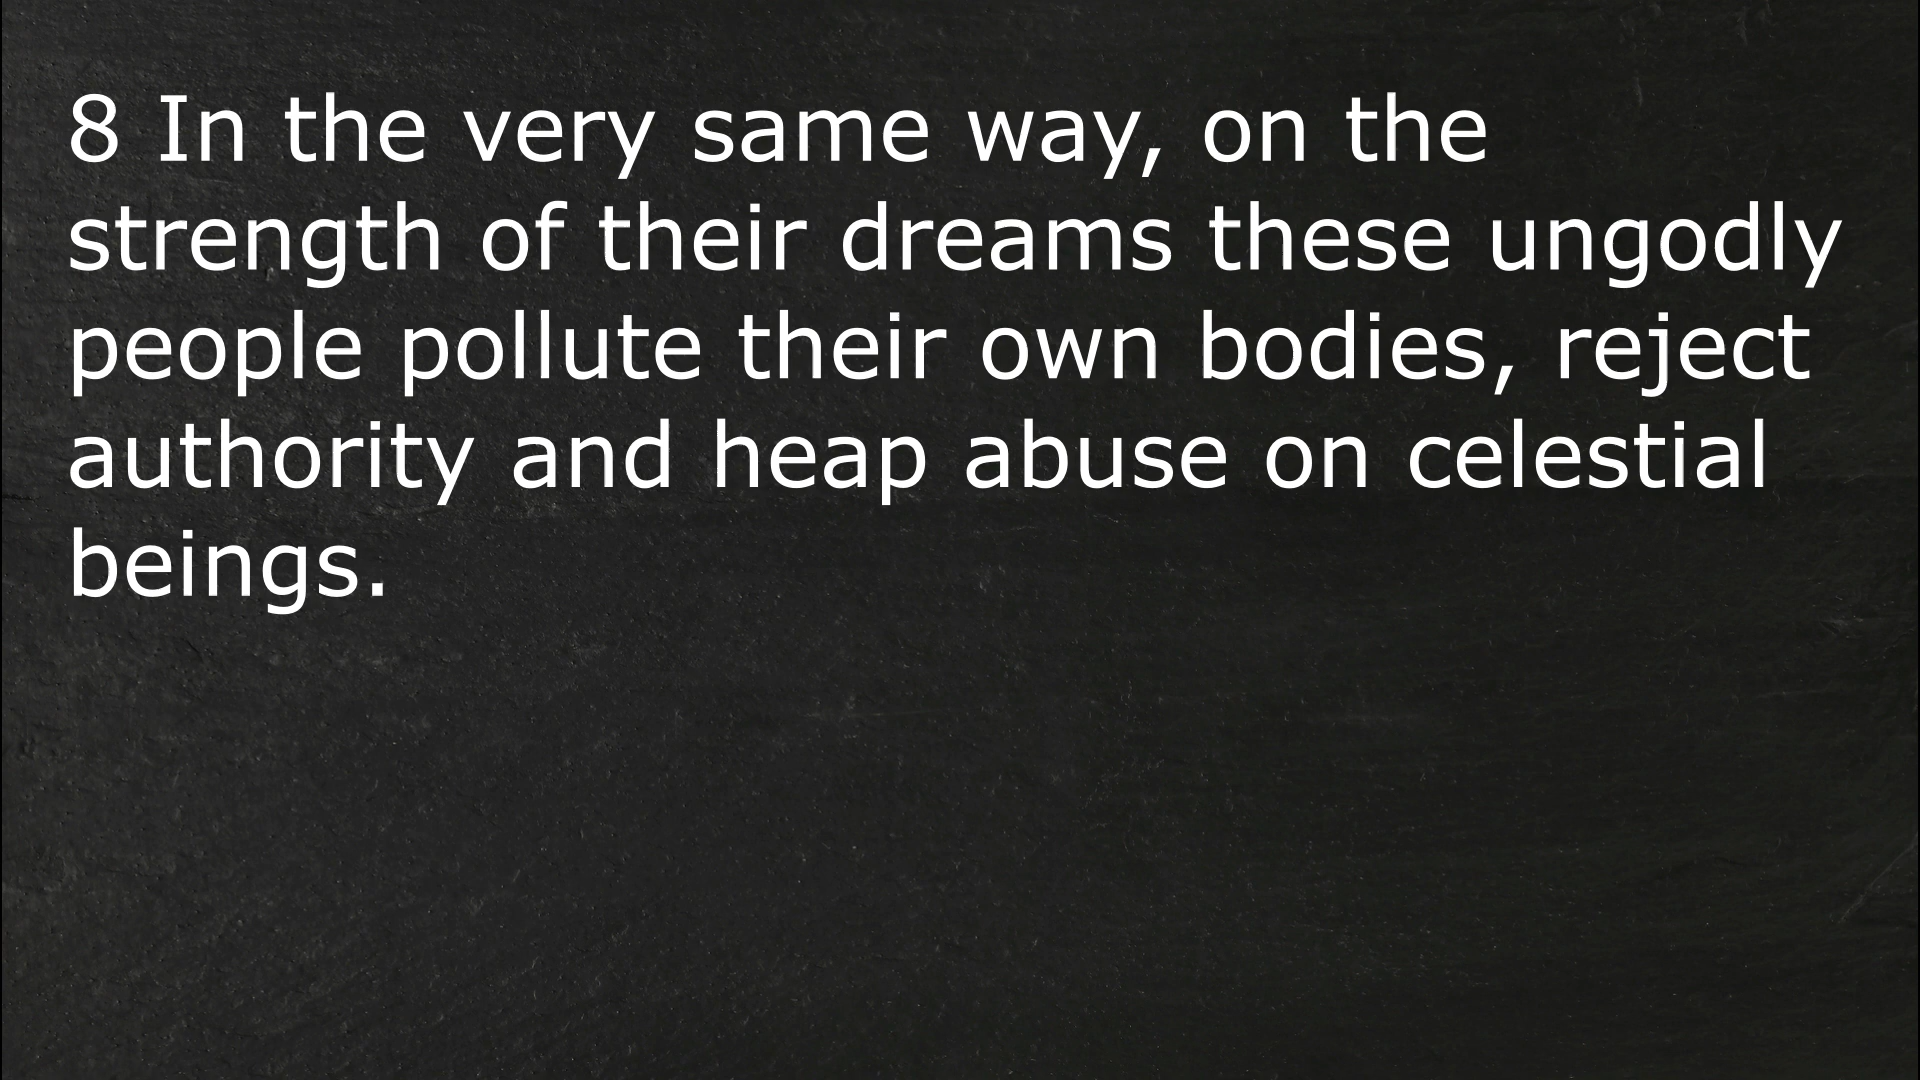 8 In the very same way, on the
strength of their dreams these ungodly
people pollute their own bodies, reject
authority and heap abuse on celestial
beings.